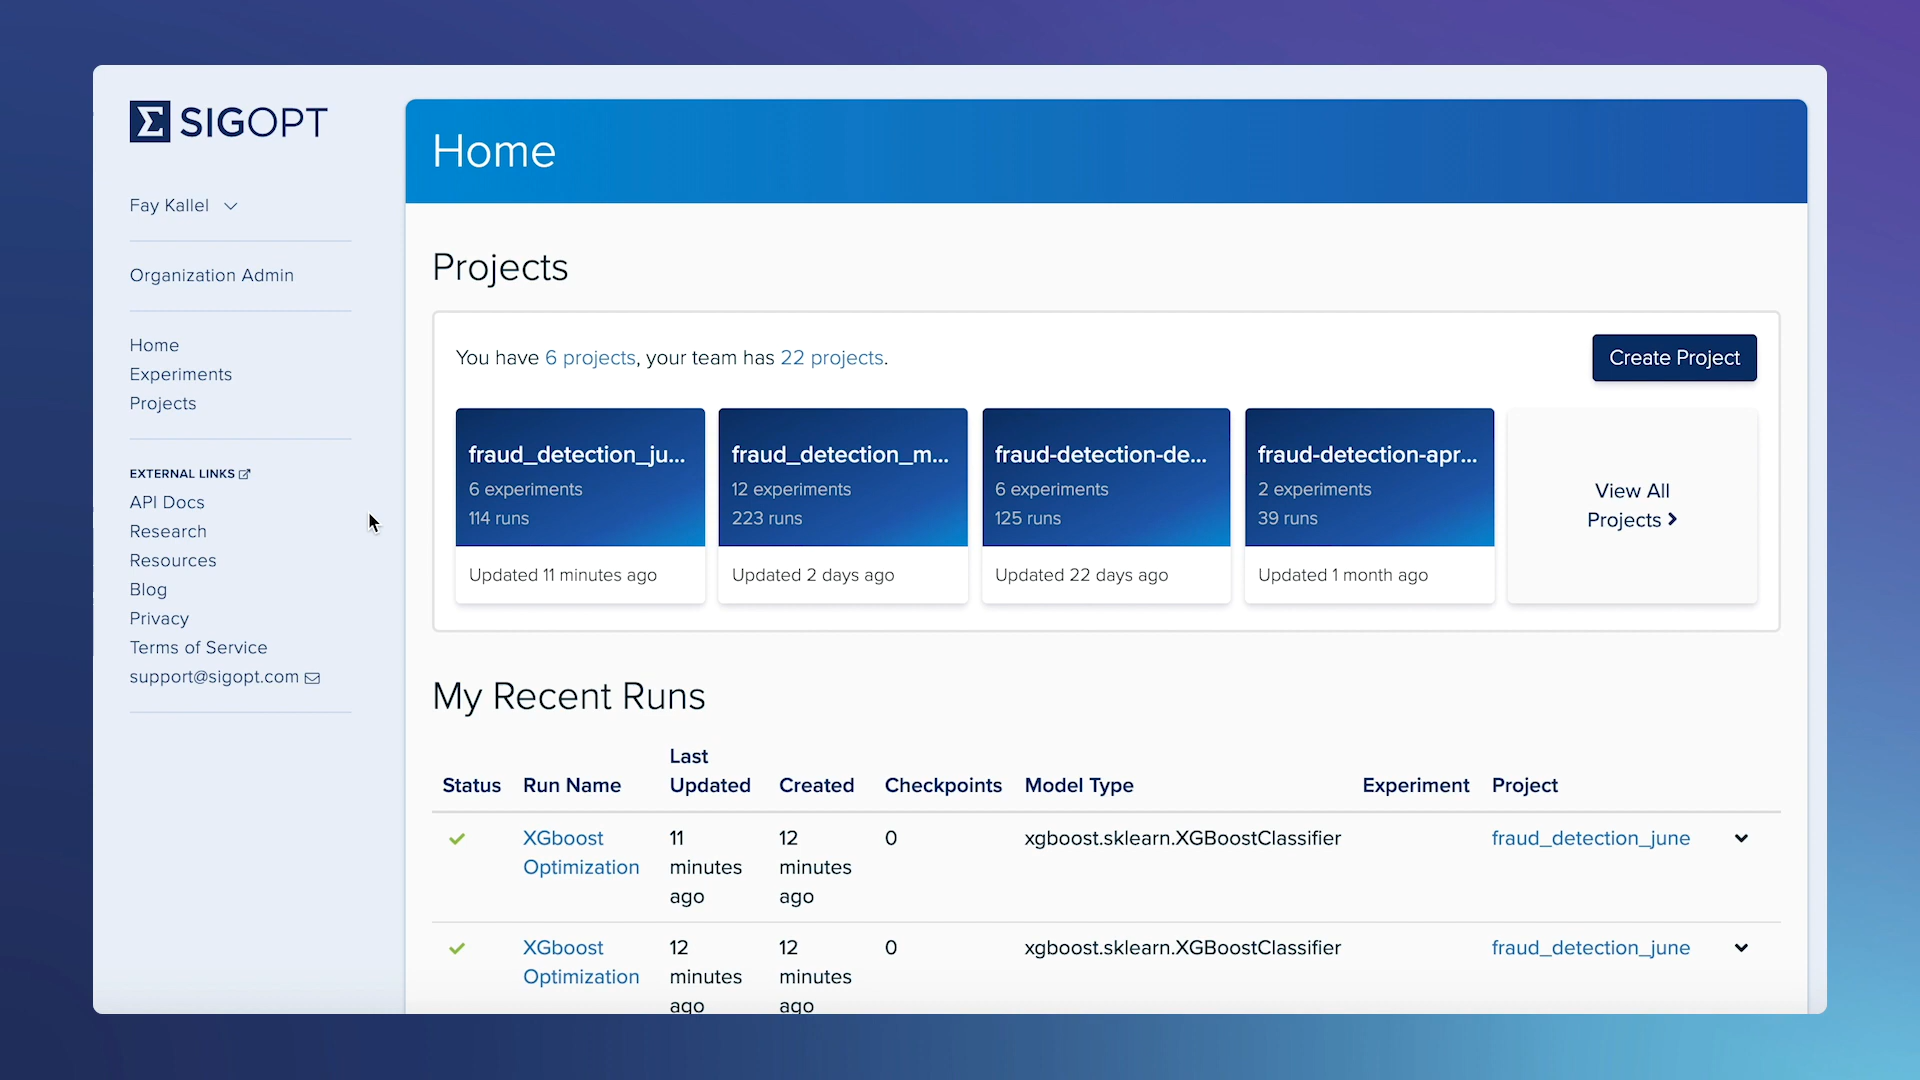 SIGOPT
Fay Kallel
Organization Admin
Home
Experiments
Projects
EXTERNAL LINKS
API Docs
Research
Resources
Blog
Privacy
Terms of Service
support@sigopt.com
Home
Projects
You have 6 projects, your team has 22 projects.
Create Project
fraud_detection_ju...
6 experiments
114 runs
Updated 11 minutes ago
fraud_detection_m...
12 experiments
223 runs
Updated 2 days ago
fraud-detection-de...
6 experiments
125 runs
Updated 22 days ago
fraud-detection-apr...
2 experiments
39 runs
Updated 1 month ago
View All
Projects
My Recent Runs
Status Run Name Last Updated Created Checkpoints Model Type Experiment Project
XGboost Optimization 11 minutes ago 12 minutes ago 0 xgboost.sklearn.XGBoostClassifier fraud_detection_june
XGboost Optimization 12 minutes ago 12 minutes ago 0 xgboost.sklearn.XGBoostClassifier fraud_detection_june